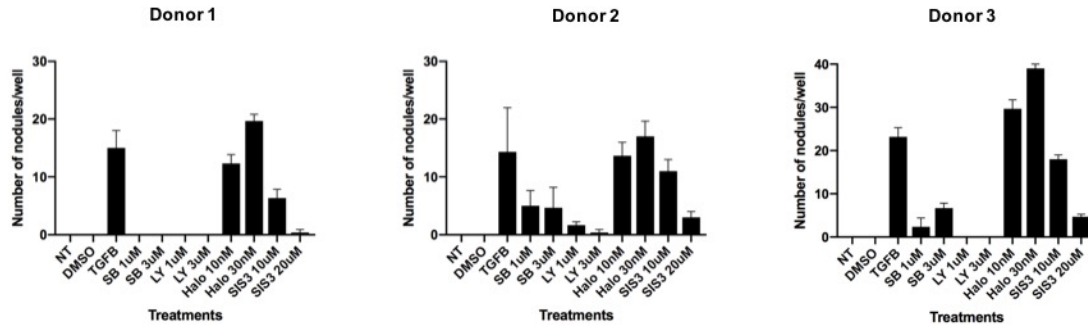 Donor 1
Number of nodules/well
30
20
10
0
NT
DMSO
TGFB
SB 1uM
SB 3uM
LY 1uM
LY 3uM
Halo 10nM
Halo 30nM
SIS3 10uM
SIS3 20uM
Treatments
Donor 2
Number of nodules/well
30
20
10
0
NT
DMSO
TGFB
SB 1uM
SB 3uM
LY 1uM
LY 3uM
Halo 10nM
Halo 30nM
SIS3 10uM
SIS3 20uM
Treatments
Donor 3
Number of nodules/well
40
30
20
10
0
NT
DMSO
TGFB
SB 1uM
SB 3uM
LY 1uM
LY 3uM
Halo 10nM
Halo 30nM
SIS3 10uM
SIS3 20uM
Treatments